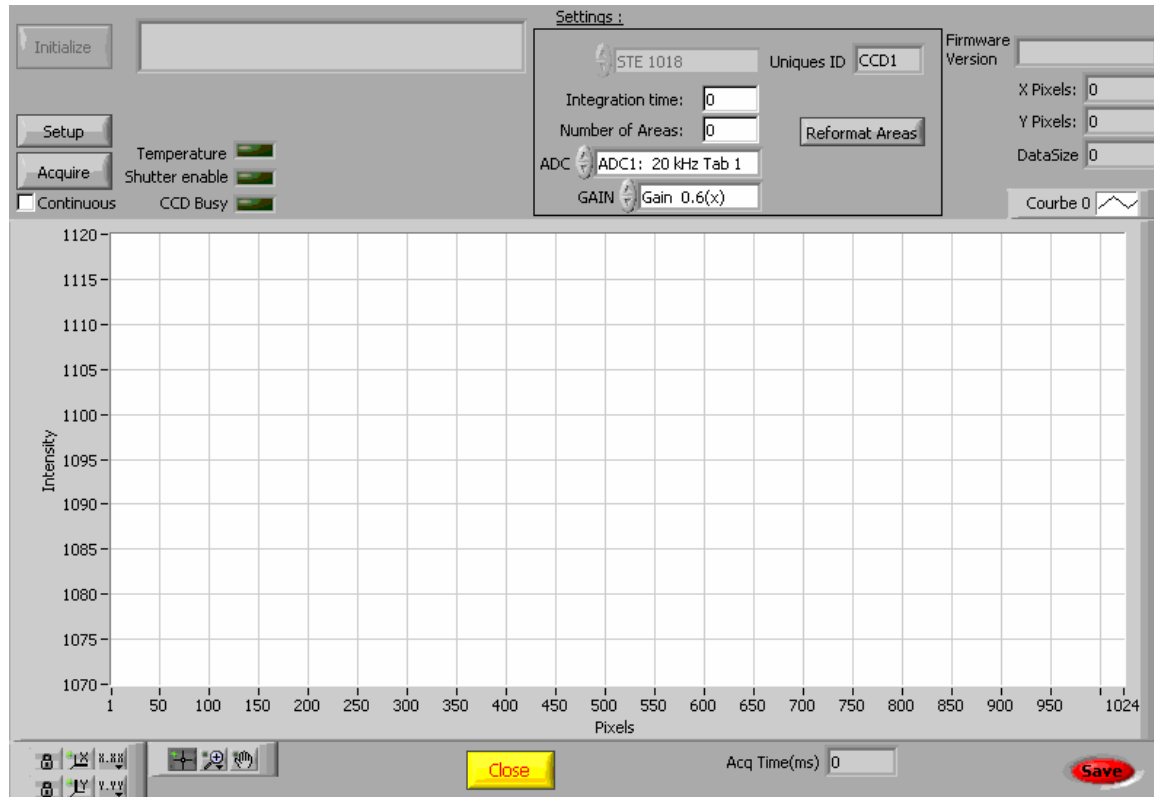 Settings :
Initialize
STE 1018
Uniques ID CCD1
Firmware Version
Integration time: 0
X Pixels: 0
Setup
Number of Areas: 0
Reformat Areas
Y Pixels: 0
Temperature
ADC ADC1: 20 kHz Tab 1
DataSize 0
Acquire
Shutter enable
GAIN Gain 0.6(x)
Continuous
CCD Busy
Courbe 0
1120
1115
1110
1105
1100
1095
1090
1085
1080
1075
1070
Intensity
1 50 100 150 200 250 300 350 400 450 500 550 600 650 700 750 800 850 900 950 1024
Pixels
X X.XX
Y Y.YY
Close
Acq Time(ms) 0
Save